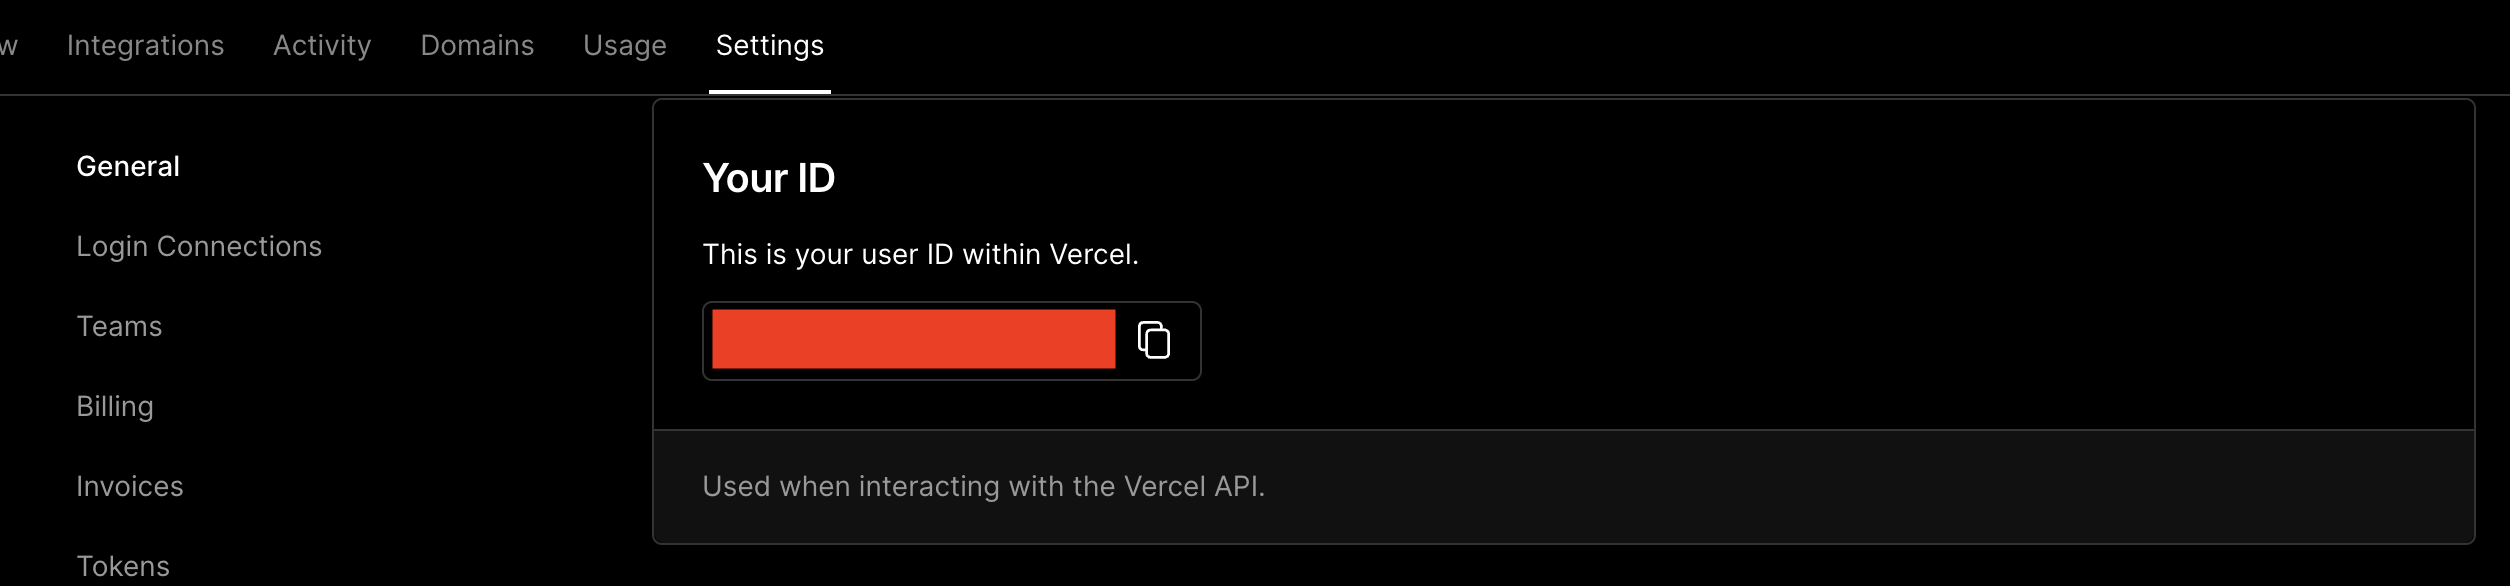 Integrations Activity Domains Usage Settings
General
Login Connections
Teams
Billing
Invoices
Tokens
Your ID
This is your user ID within Vercel.
Used when interacting with the Vercel API.